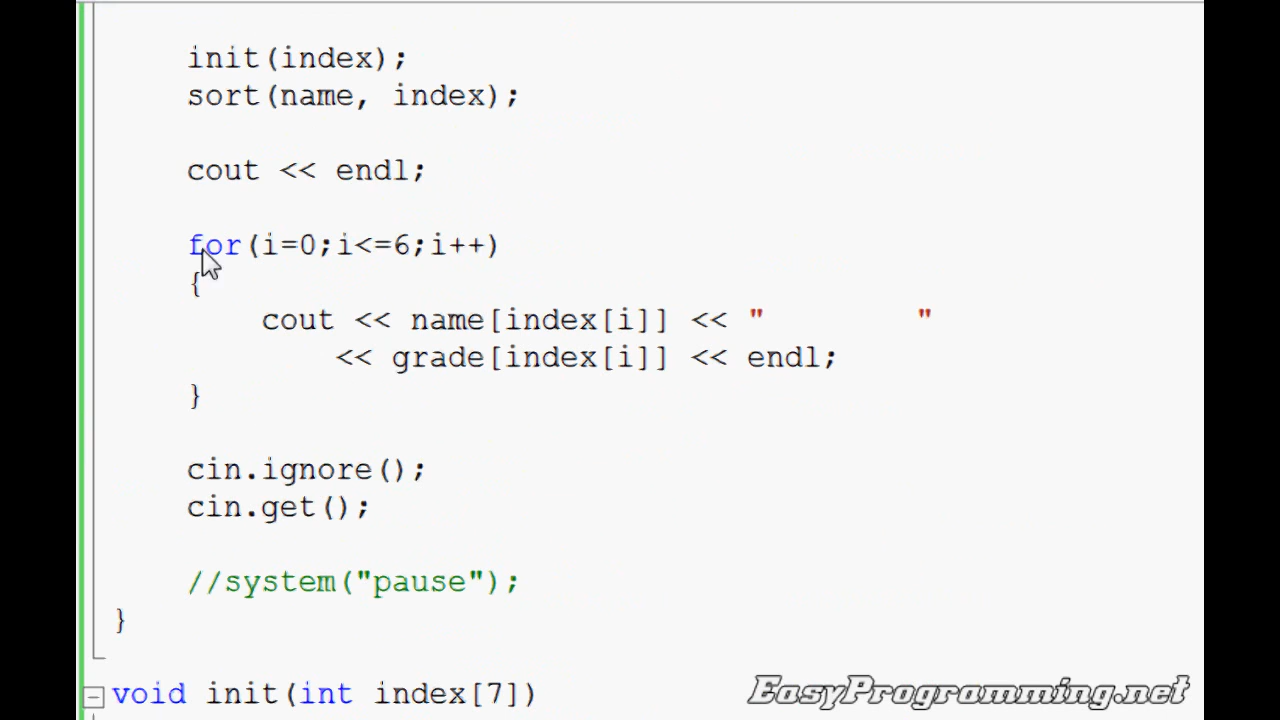 init(index);
sort(name, index);
cout << endl;
for(i=0;i<=6;i++)
{
cout << name[index[i]] << "        "
<< grade[index[i]] << endl;
}
cin.ignore();
cin.get();
//system("pause");
}
void init(int index[7])
EasyProgramming.net